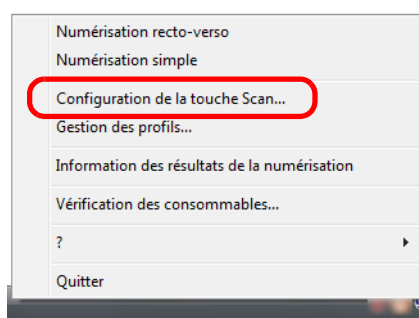 Numérisation recto-verso
Numérisation simple
Configuration de la touche Scan...
Gestion des profils...
Information des résultats de la numérisation
Vérification des consommables...
?
Quitter